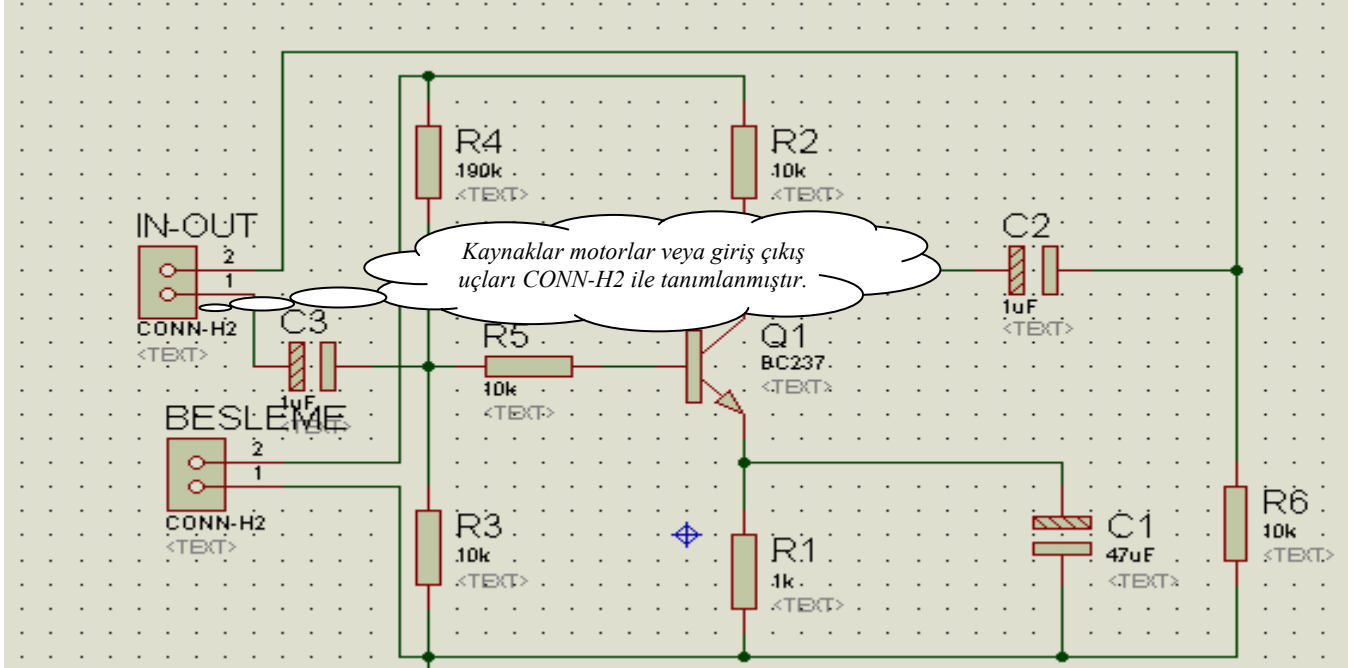 R4
190k
<TEXT>
R2
10k
<TEXT>
IN-OUT
2
1
CONN-H2
<TEXT>
Kaynaklar motorlar veya giriş çıkış
uçları CONN-H2 ile tanımlanmıştır.
C2
1uF
<TEXT>
C3
1uF
<TEXT>
R5
10k
<TEXT>
Q1
BC237
<TEXT>
BESLEME
2
1
CONN-H2
<TEXT>
R3
10k
<TEXT>
R1
1k
<TEXT>
C1
47uF
<TEXT>
R6
10k
<TEXT>